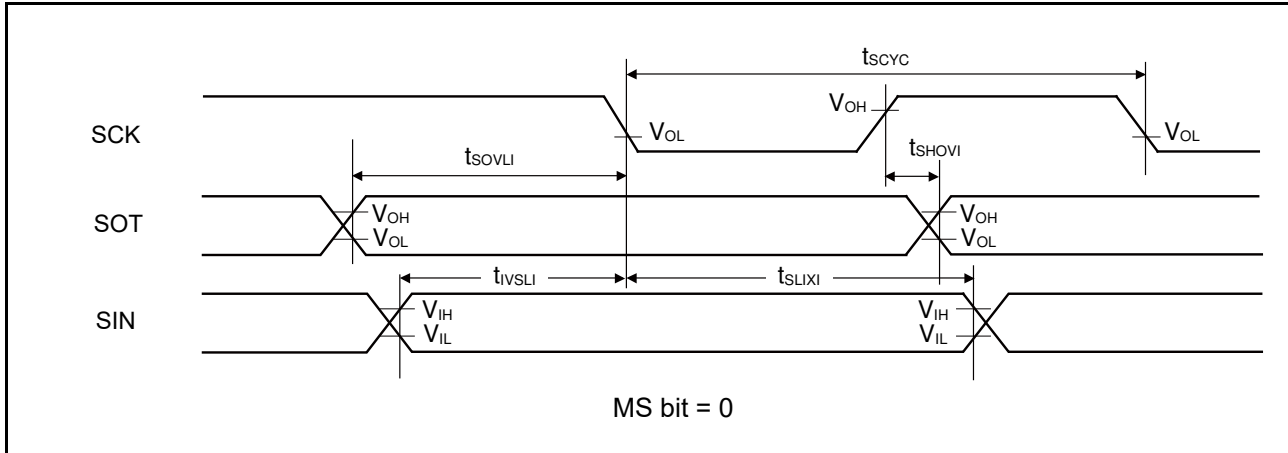 tSCYC
VOH
SCK
VOL
VOL
tSOVLI
tSHOVI
SOT
VOH
VOL
VOH
VOL
tIVSLI
tSLIXI
SIN
VIH
VIL
VIH
VIL
MS bit = 0